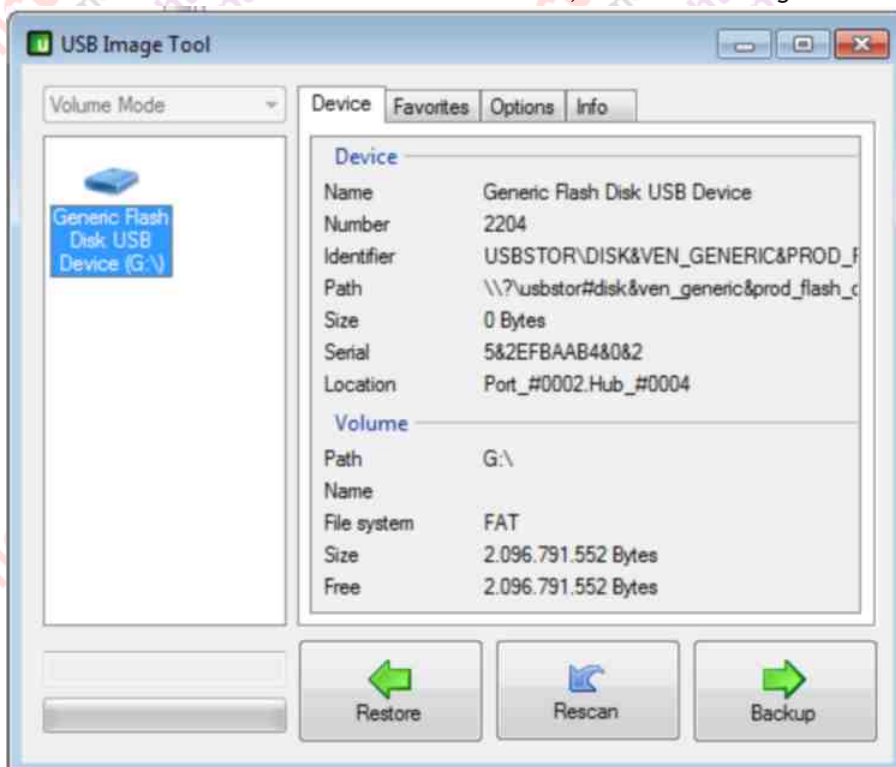 USB Image Tool
Volume Mode
Generic Flash
Disk USB
Device (G:\)
Device Favorites Options Info
Device
Name Generic Flash Disk USB Device
Number 2204
Identifier USBSTOR\DISK&VEN_GENERIC&PROD_F
Path \\?\usbstor#disk&ven_generic&prod_flash_d
Size 0 Bytes
Serial 5&2EFBAAB4&0&2
Location Port_#0002.Hub_#0004
Volume
Path G:\
Name
File system FAT
Size 2.096.791.552 Bytes
Free 2.096.791.552 Bytes
Restore Rescan Backup